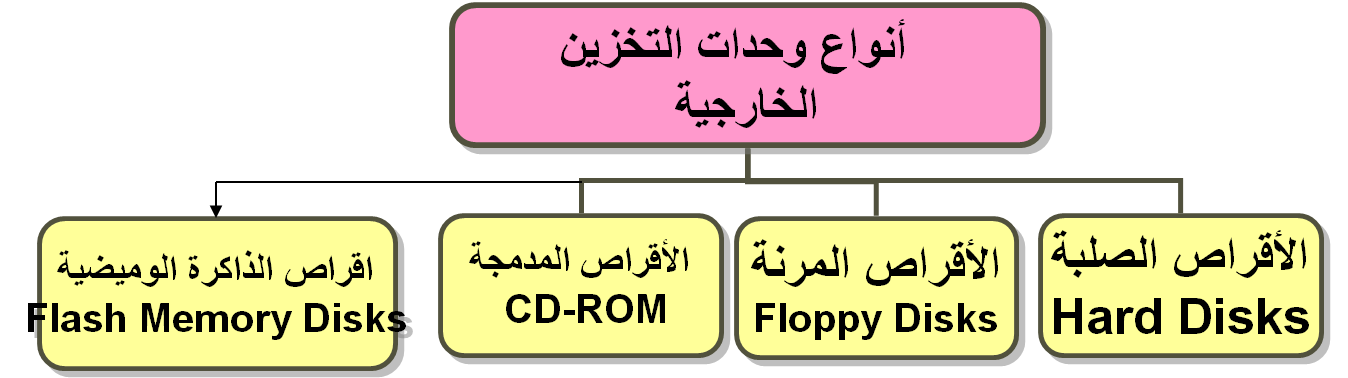 أنواع وحدات التخزين
الخارجية
الأقراص الصلبة
Hard Disks
الأقراص المرنة
Floppy Disks
الأقراص المدمجة
CD-ROM
اقراص الذاكرة الوميضية
Flash Memory Disks